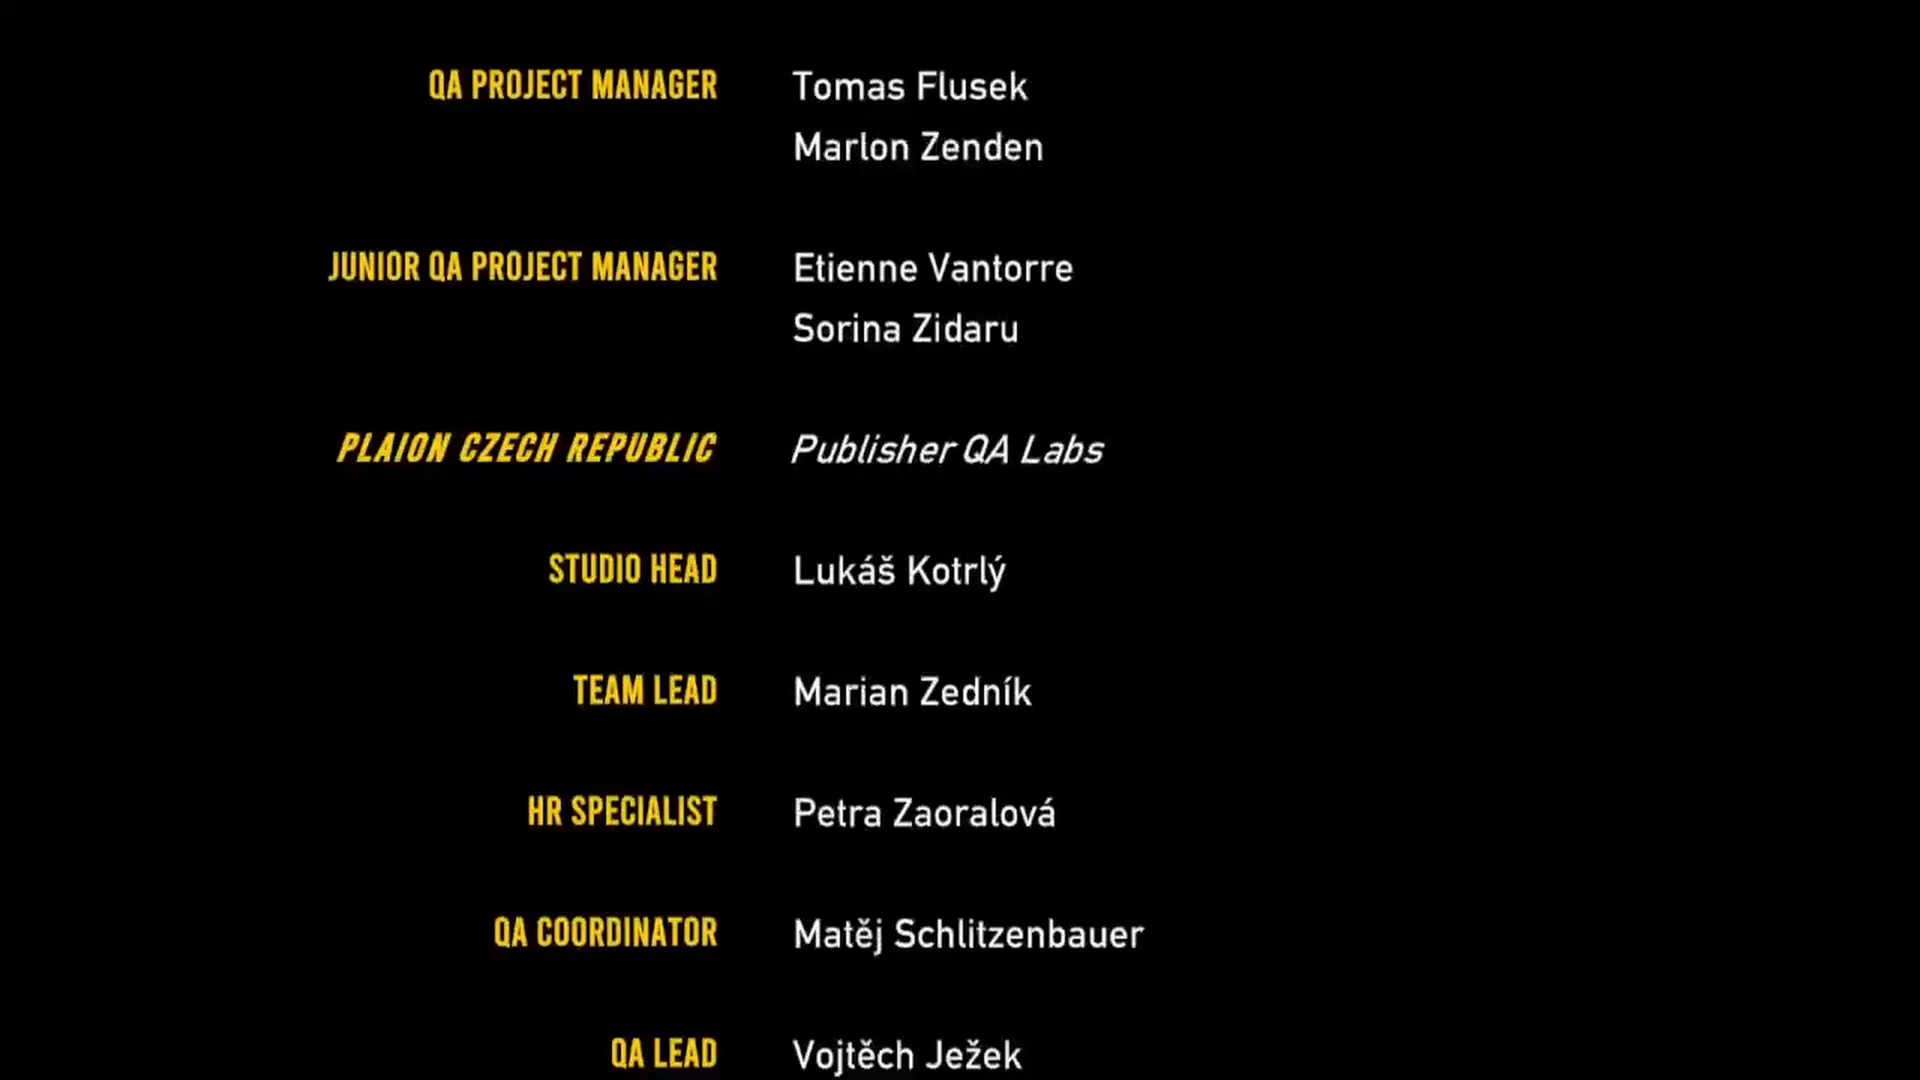 QA PROJECT MANAGER Tomas Flusek
Marlon Zenden
JUNIOR QA PROJECT MANAGER Etienne Vantorre
Sorina Zidaru
PLAION CZECH REPUBLIC Publisher QA Labs
STUDIO HEAD Lukáš Kotrlý
TEAM LEAD Marian Zedník
HR SPECIALIST Petra Zaoralová
QA COORDINATOR Matěj Schlitzenbauer
QA LEAD Vojtěch Ježek